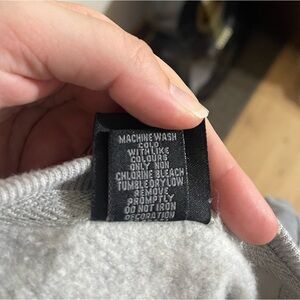 MACHINE WASH
COLD
WITH LIKE
COLOURS
ONLY NON
CHLORINE BLEACH
TUMBLE DRY LOW
REMOVE
PROMPTLY
DO NOT IRON
DECORATION